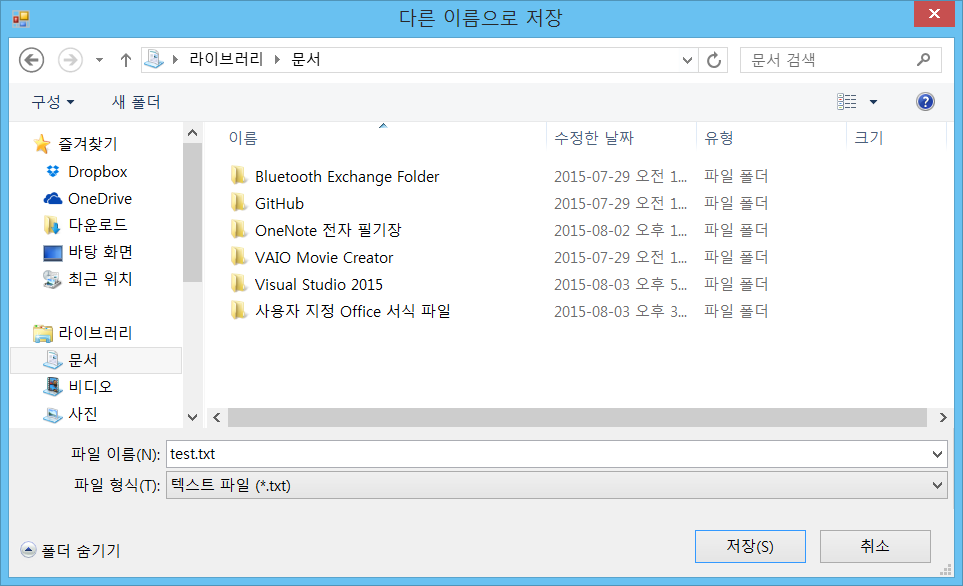 다른 이름으로 저장
라이브러리 문서
문서 검색
구성 새 폴더
이름 수정한 날짜 유형 크기
즐겨찾기
Dropbox
OneDrive
다운로드
바탕 화면
최근 위치
라이브러리
문서
비디오
사진
Bluetooth Exchange Folder 2015-07-29 오전 1... 파일 폴더
GitHub 2015-07-29 오전 1... 파일 폴더
OneNote 전자 필기장 2015-08-02 오후 1... 파일 폴더
VAIO Movie Creator 2015-07-29 오전 1... 파일 폴더
Visual Studio 2015 2015-08-03 오후 5... 파일 폴더
사용자 지정 Office 서식 파일 2015-08-03 오후 3... 파일 폴더
파일 이름(N): test.txt
파일 형식(T): 텍스트 파일 (*.txt)
폴더 숨기기 저장(S) 취소